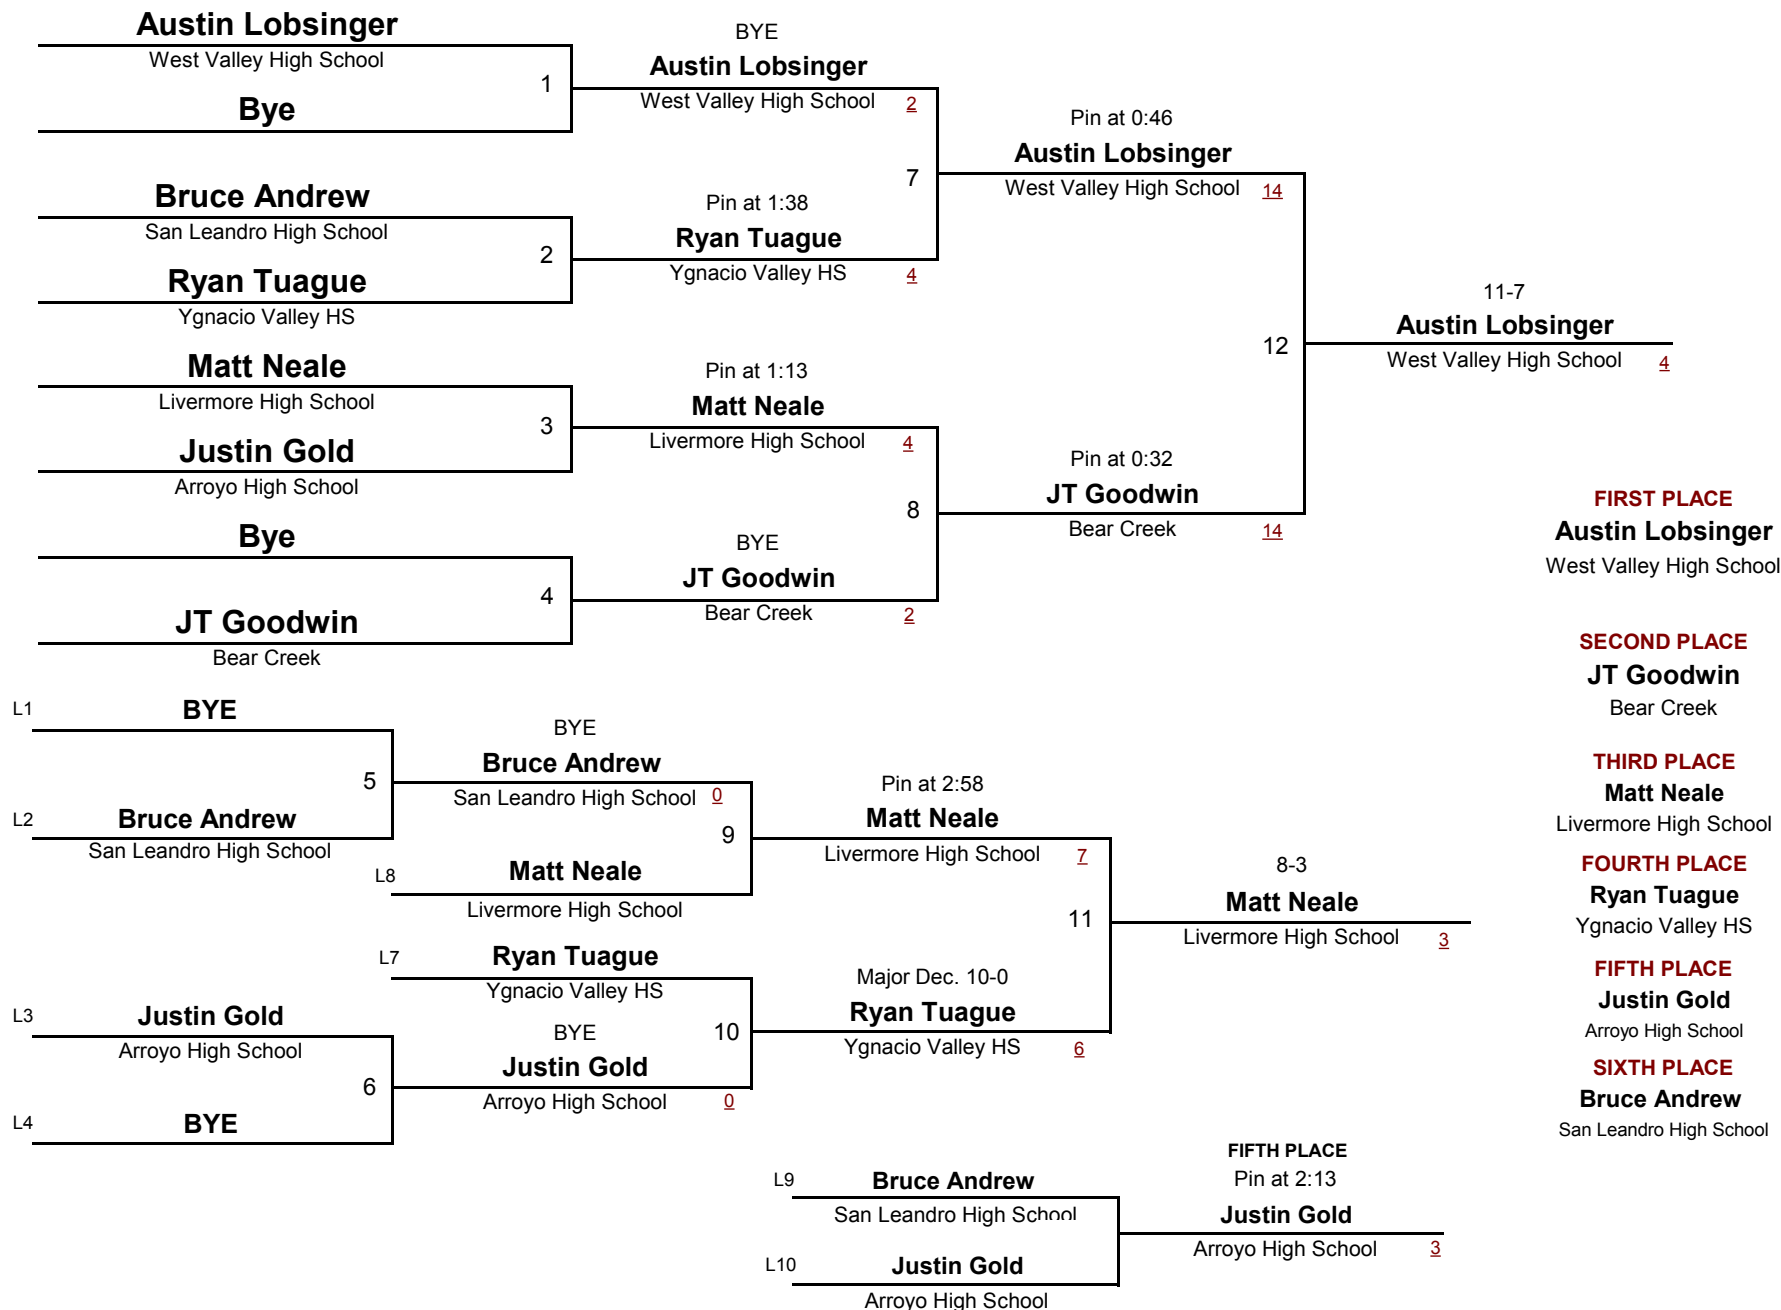 Austin Lobsinger
West Valley High School
1
Bye
BYE
Austin Lobsinger
West Valley High School 2
Bruce Andrew
San Leandro High School
2
Ryan Tuague
Ygnacio Valley HS
7
Pin at 1:38
Ryan Tuague
Ygnacio Valley HS 4
Pin at 0:46
Austin Lobsinger
West Valley High School 14
Matt Neale
Livermore High School
3
Justin Gold
Arroyo High School
Pin at 1:13
Matt Neale
Livermore High School 4
Bye
4
JT Goodwin
Bear Creek
8
BYE
JT Goodwin
Bear Creek 2
Pin at 0:32
JT Goodwin
Bear Creek 14
12
11-7
Austin Lobsinger
West Valley High School 4
FIRST PLACE
Austin Lobsinger
West Valley High School
SECOND PLACE
JT Goodwin
Bear Creek
THIRD PLACE
Matt Neale
Livermore High School
FOURTH PLACE
Ryan Tuague
Ygnacio Valley HS
FIFTH PLACE
Justin Gold
Arroyo High School
SIXTH PLACE
Bruce Andrew
San Leandro High School
L1 BYE
5
L2 Bruce Andrew
San Leandro High School
BYE
Bruce Andrew
San Leandro High School 0
9
L8 Matt Neale
Livermore High School
Pin at 2:58
Matt Neale
Livermore High School 7
L7 Ryan Tuague
Ygnacio Valley HS
10
L3 Justin Gold
Arroyo High School
6
L4 BYE
BYE
Justin Gold
Arroyo High School 0
Major Dec. 10-0
Ryan Tuague
Ygnacio Valley HS 6
11
8-3
Matt Neale
Livermore High School 3
L9 Bruce Andrew
San Leandro High School
L10 Justin Gold
Arroyo High School
FIFTH PLACE
Pin at 2:13
Justin Gold
Arroyo High School 3